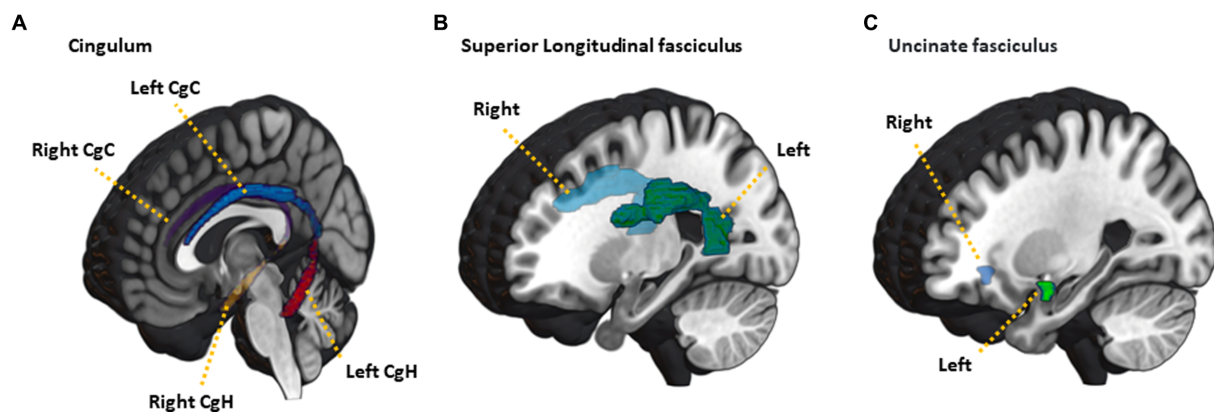 A
Cingulum
Left CgC
Right CgC
Right CgH
Left CgH
B
Superior Longitudinal fasciculus
Right
Left
C
Uncinate fasciculus
Right
Left